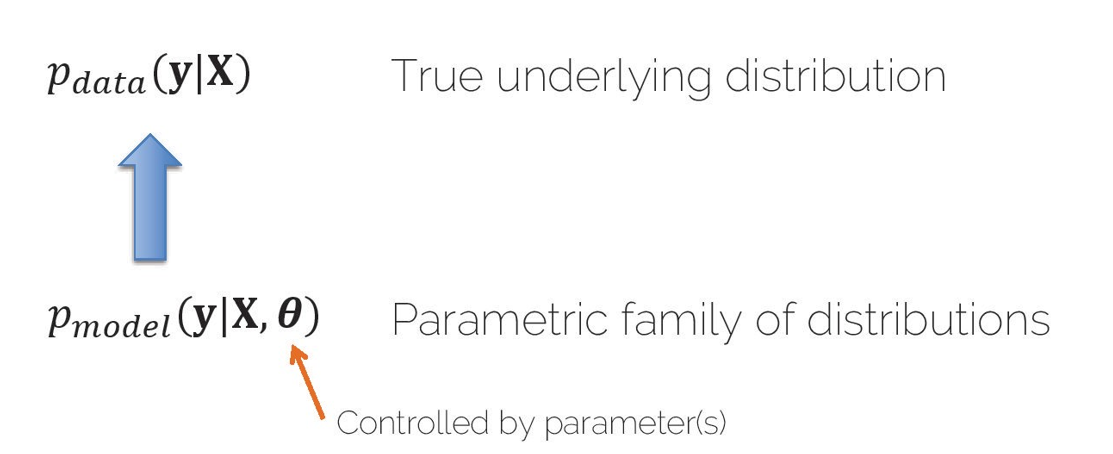 p_data(y|X) True underlying distribution
p_model(y|X, θ) Parametric family of distributions
Controlled by parameter(s)